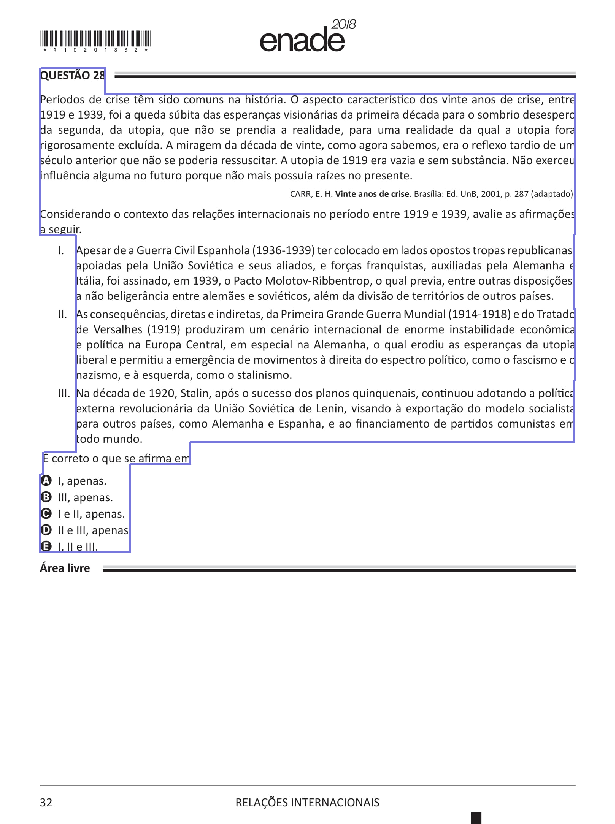 *R1020188​2*
enade2018
QUESTÃO 28
Períodos de crise têm sido comuns na história. O aspecto característico dos vinte anos de crise, entre
1919 e 1939, foi a queda súbita das esperanças visionárias da primeira década para o sombrio desespero
da segunda, da utopia, que não se prendia a realidade, para uma realidade da qual a utopia fora
rigorosamente excluída. A miragem da década de vinte, como agora sabemos, era o reflexo tardio de um
século anterior que não se poderia ressuscitar. A utopia de 1919 era vazia e sem substância. Não exerceu
influência alguma no futuro porque não mais possuía raízes no presente.
CARR, E. H. Vinte anos de crise. Brasília: Ed. UnB, 2001, p. 287 (adaptado).
Considerando o contexto das relações internacionais no período entre 1919 e 1939, avalie as afirmações
a seguir.
I. Apesar de a Guerra Civil Espanhola (1936-1939) ter colocado em lados opostos tropas republicanas,
apoiadas pela União Soviética e seus aliados, e forças franquistas, auxiliadas pela Alemanha e
Itália, foi assinado, em 1939, o Pacto Molotov-Ribbentrop, o qual previa, entre outras disposições,
a não beligerância entre alemães e soviéticos, além da divisão de territórios de outros países.
II. As consequências, diretas e indiretas, da Primeira Grande Guerra Mundial (1914-1918) e do Tratado
de Versalhes (1919) produziram um cenário internacional de enorme instabilidade econômica
e política na Europa Central, em especial na Alemanha, o qual erodiu as esperanças da utopia
liberal e permitiu a emergência de movimentos à direita do espectro político, como o fascismo e o
nazismo, e à esquerda, como o stalinismo.
III. Na década de 1920, Stalin, após o sucesso dos planos quinquenais, continuou adotando a política
externa revolucionária da União Soviética de Lenin, visando à exportação do modelo socialista
para outros países, como Alemanha e Espanha, e ao financiamento de partidos comunistas em
todo mundo.
É correto o que se afirma em
A I, apenas.
B III, apenas.
C I e II, apenas.
D II e III, apenas
E I, II e III.
Área livre
32 RELAÇÕES INTERNACIONAIS